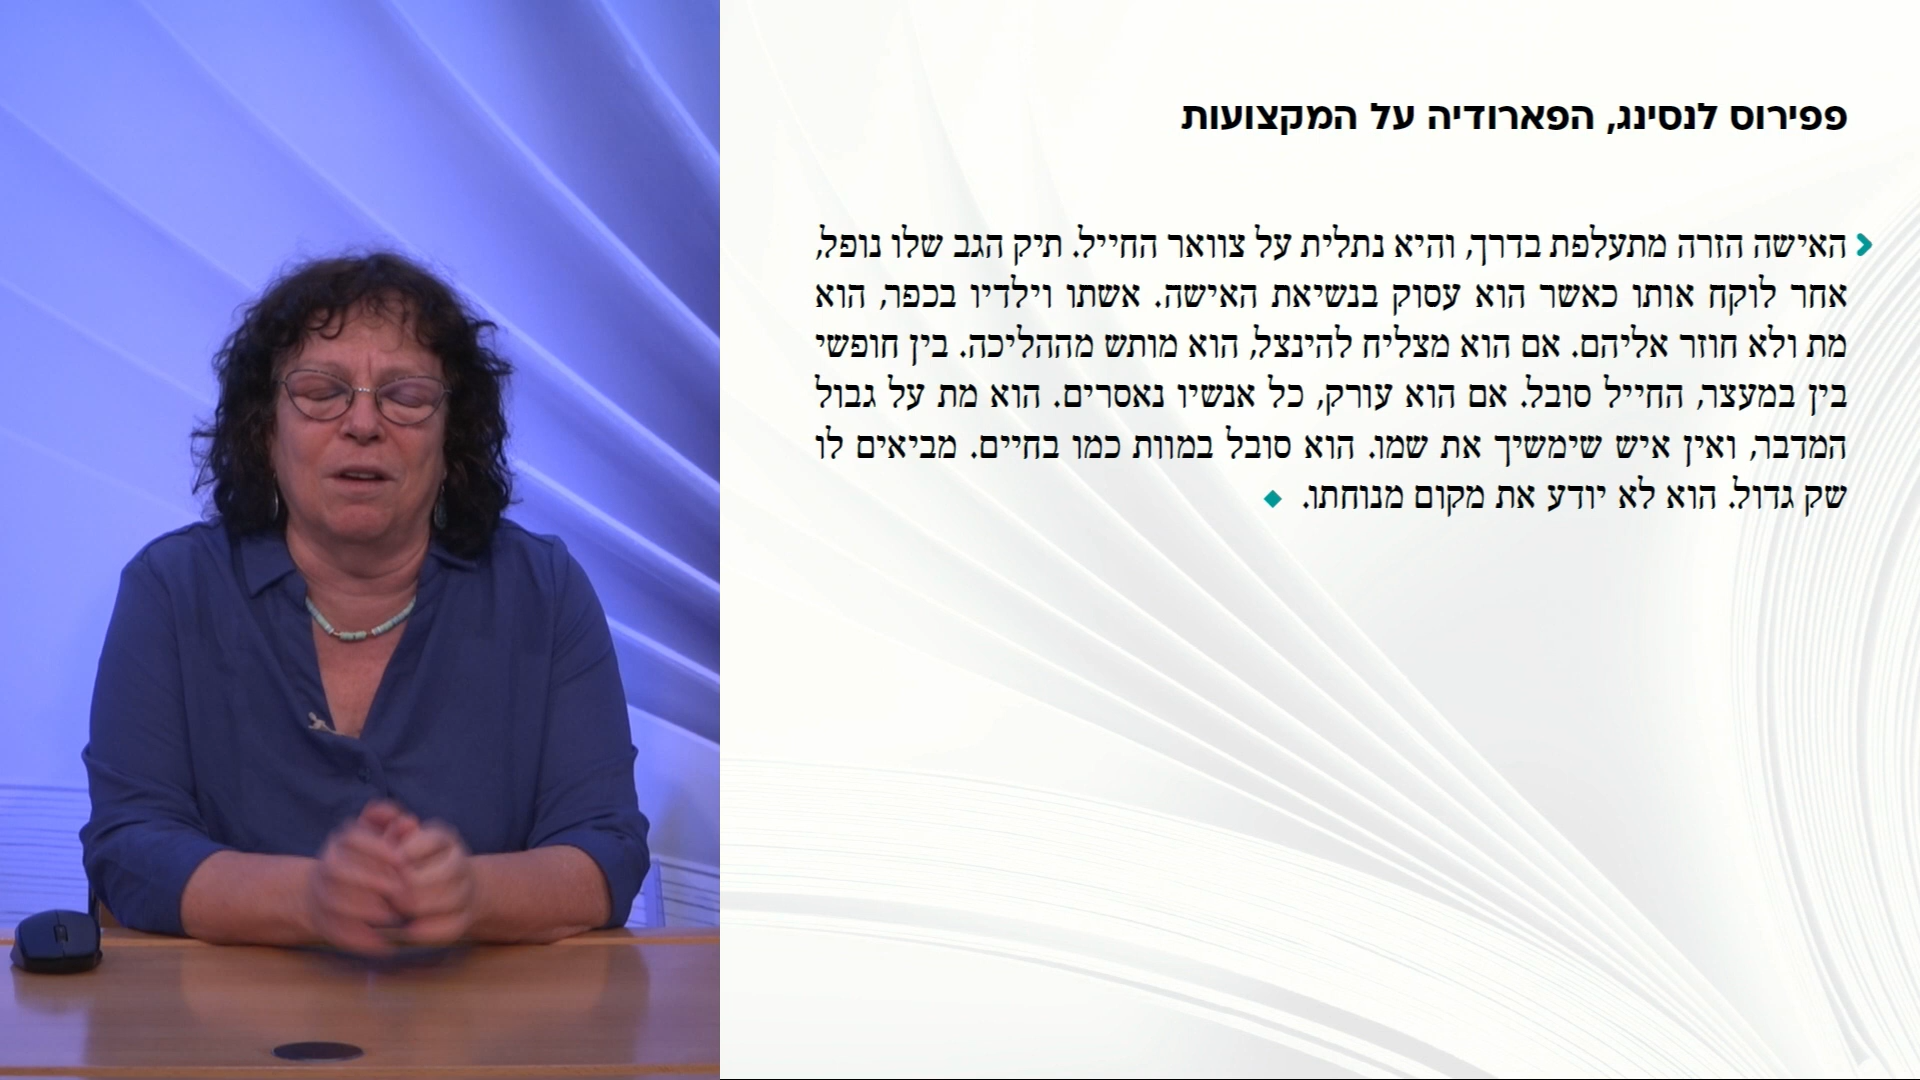 פפירוס לנסינג, הפארודיה על המקצועות
האישה הזרה מתעלפת בדרך, והיא נתלית על צוואר החייל. תיק הגב שלו נופל,
אחר לוקח אותו כאשר הוא עסוק בנשיאת האישה. אשתו וילדיו בכפר, הוא
מת ולא חוזר אליהם. אם הוא מצליח להינצל, הוא מותש מההליכה. בין חופשי
בין במעצר, החייל סובל. אם הוא עורק, כל אנשיו נאסרים. הוא מת על גבול
המדבר, ואין איש שימשיך את שמו. הוא סובל במוות כמו בחיים. מביאים לו
שק גדול. הוא לא יודע את מקום מנוחתו.